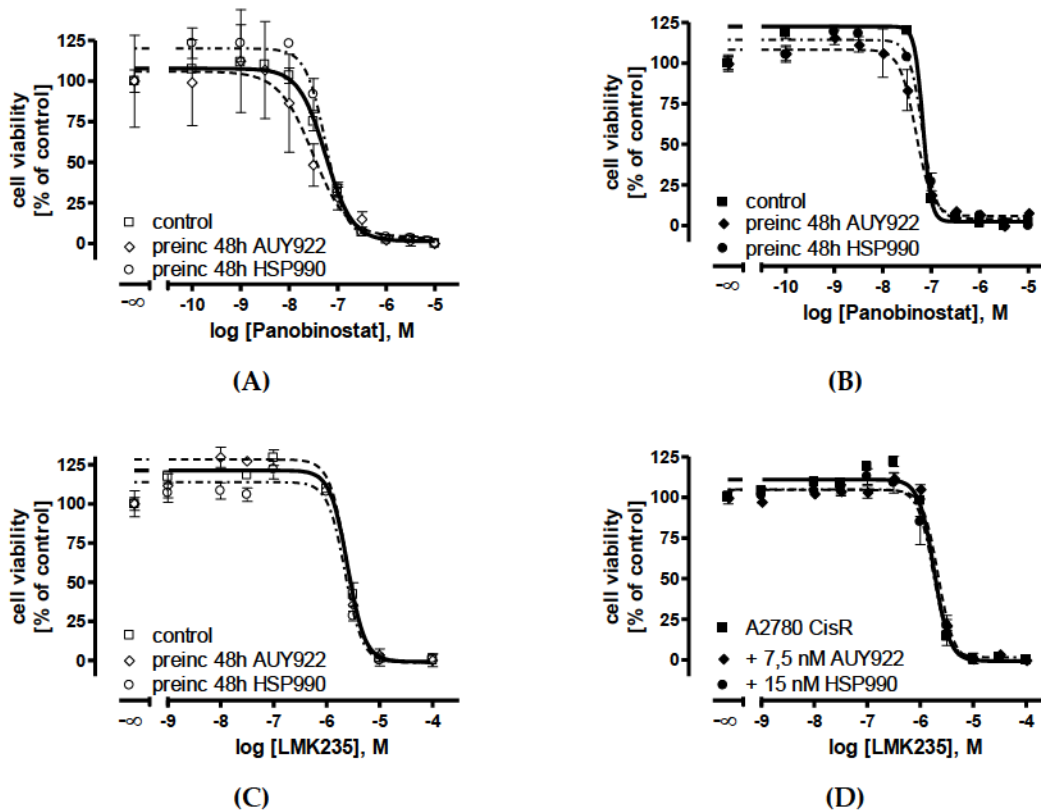 cell viability
[% of control]
125
100
75
50
25
0
control
preinc 48h AUY922
preinc 48h HSP990
-∞ -10 -9 -8 -7 -6 -5
log [Panobinostat], M
(A)
cell viability
[% of control]
125
100
75
50
25
0
control
preinc 48h AUY922
preinc 48h HSP990
-∞ -10 -9 -8 -7 -6 -5
log [Panobinostat], M
(B)
cell viability
[% of control]
125
100
75
50
25
0
control
preinc 48h AUY922
preinc 48h HSP990
-∞ -9 -8 -7 -6 -5 -4
log [LMK235], M
(C)
cell viability
[% of control]
125
100
75
50
25
0
A2780 CisR
+ 7,5 nM AUY922
+ 15 nM HSP990
-∞ -9 -8 -7 -6 -5 -4
log [LMK235], M
(D)